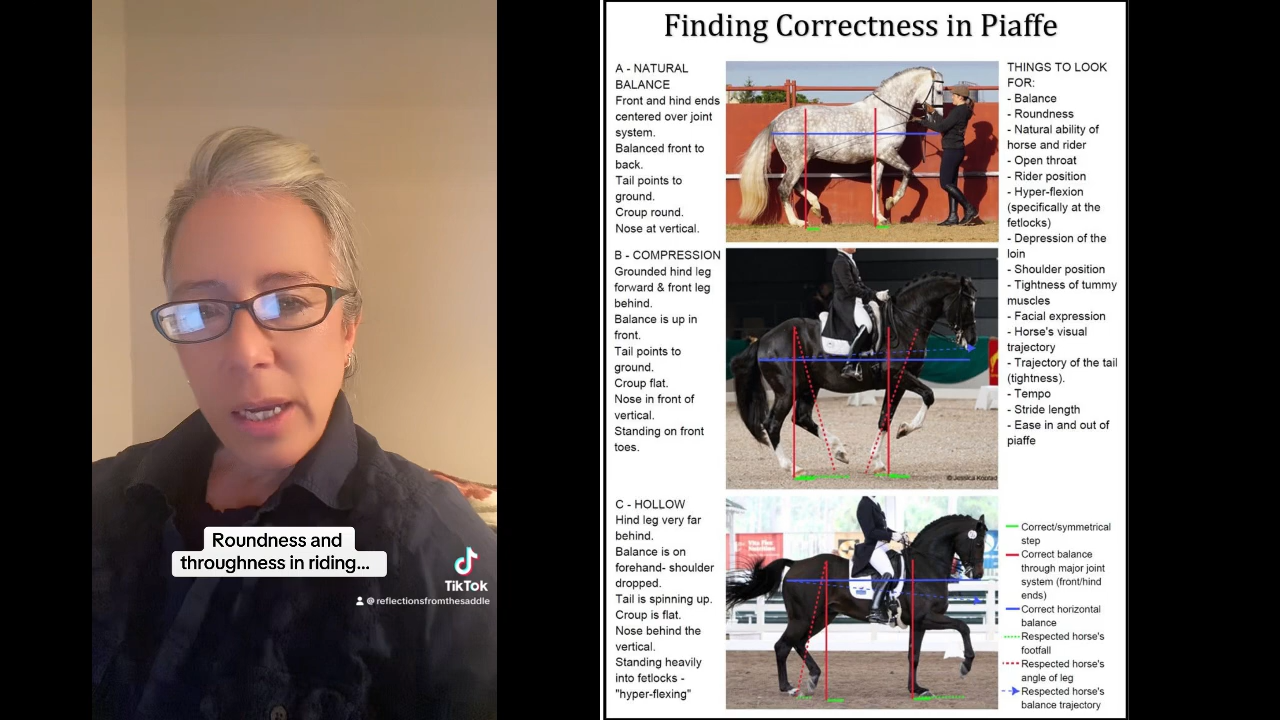 Roundness and
throughness in riding...
TikTok
@reflectionsfromthesaddle
Finding Correctness in Piaffe
A - NATURAL
BALANCE
Front and hind ends
centered over joint
system.
Balanced front to
back.
Tail points to
ground.
Croup round.
Nose at vertical.
B - COMPRESSION
Grounded hind leg
forward & front leg
behind.
Balance is up in
front.
Tail points to
ground.
Croup flat.
Nose in front of
vertical.
Standing on front
toes.
C - HOLLOW
Hind leg very far
behind.
Balance is on
forehand- shoulder
dropped.
Tail is spinning up.
Croup is flat.
Nose behind the
vertical.
Standing heavily
into fetlocks -
"hyper-flexing"
THINGS TO LOOK
FOR:
- Balance
- Roundness
- Natural ability of
horse and rider
- Open throat
- Rider position
- Hyper-flexion
(specifically at the
fetlocks)
- Depression of the
loin
- Shoulder position
- Tightness of tummy
muscles
- Facial expression
- Horse's visual
trajectory
- Trajectory of the tail
(tightness).
- Tempo
- Stride length
- Ease in and out of
piaffe
Correct/symmetrical
step
Correct balance
through major joint
system (front/hind
ends)
Correct horizontal
balance
Respected horse's
footfall
Respected horse's
angle of leg
Respected horse's
balance trajectory